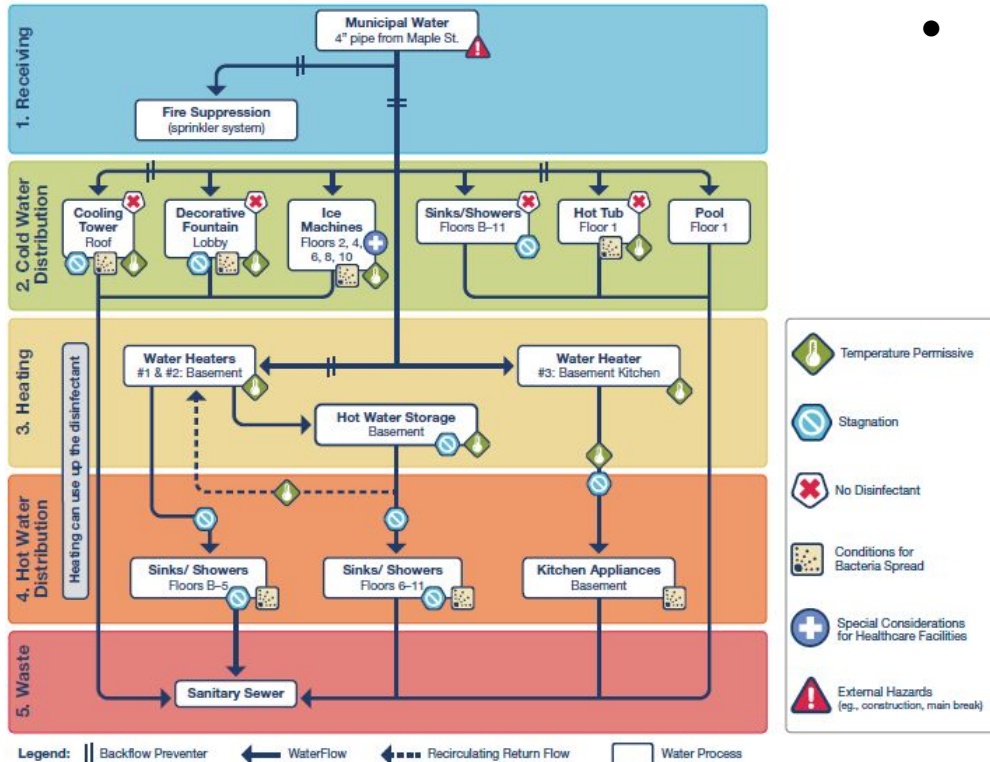 1. Receiving
Municipal Water
4" pipe from Maple St.
Fire Suppression
(sprinkler system)
2. Cold Water
Distribution
Cooling
Tower
Roof
Decorative
Fountain
Lobby
Ice
Machines
Floors 2, 4,
6, 8, 10
Sinks/Showers
Floors B–11
Hot Tub
Floor 1
Pool
Floor 1
3. Heating
Heating can use up the disinfectant
Water Heaters
#1 & #2: Basement
Water Heater
#3: Basement Kitchen
Hot Water Storage
Basement
4. Hot Water
Distribution
Sinks/ Showers
Floors B–5
Sinks/ Showers
Floors 6–11
Kitchen Appliances
Basement
5. Waste
Sanitary Sewer
Temperature Permissive
Stagnation
No Disinfectant
Conditions for
Bacteria Spread
Special Considerations
for Healthcare Facilities
External Hazards
(eg., construction, main break)
Legend: Backflow Preventer WaterFlow Recirculating Return Flow Water Process